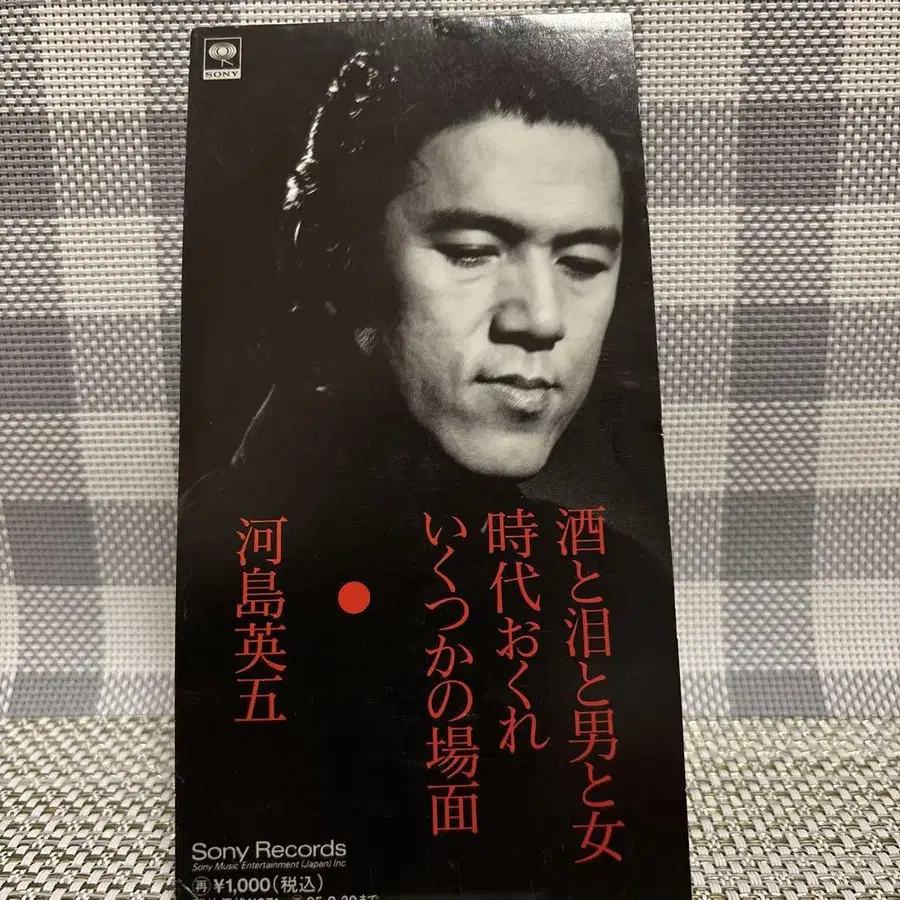 SONY
酒と泪と男と女
時代おくれ
いくつかの場面
河島英五
Sony Records
Sony Music Entertainment (Japan) Inc.
再 ¥1,000(税込)